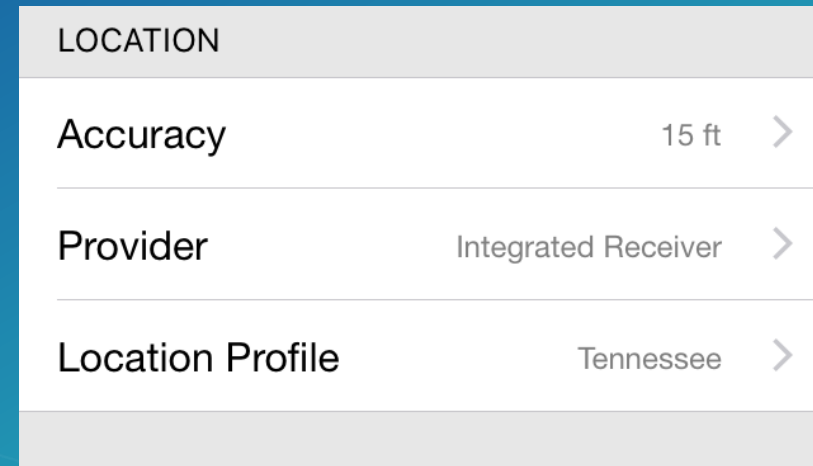 LOCATION
Accuracy 15 ft
Provider Integrated Receiver
Location Profile Tennessee